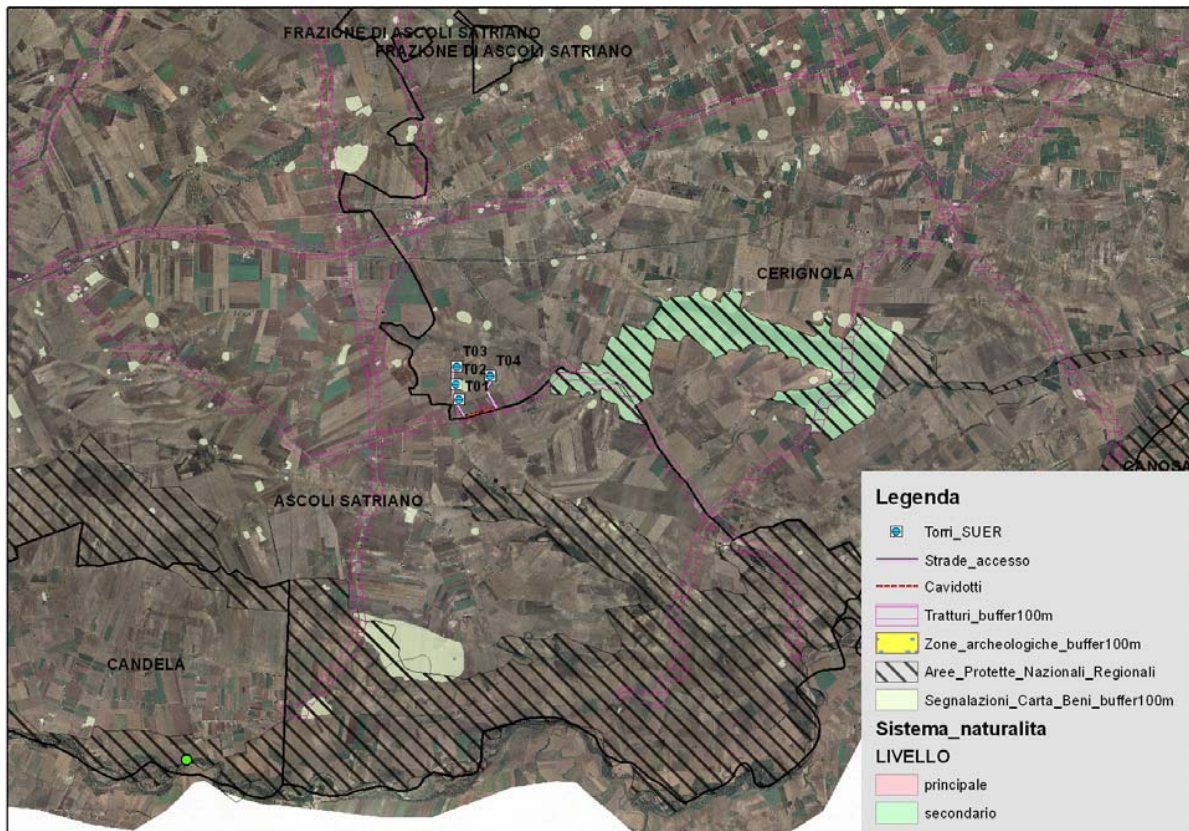 FRAZIONE DI ASCOLI SATRIANO
FRAZIONE DI ASCOLI SATRIANO
CERIGNOLA
T03
T02
T04
T01
CANOSA
ASCOLI SATRIANO
CANDELA
Legenda
Torri_SUER
Strade_accesso
Cavidotti
Tratturi_buffer100m
Zone_archeologiche_buffer100m
Aree_Protette_Nazionali_Regionali
Segnalazioni_Carta_Beni_buffer100m
Sistema_naturalita
LIVELLO
principale
secondario